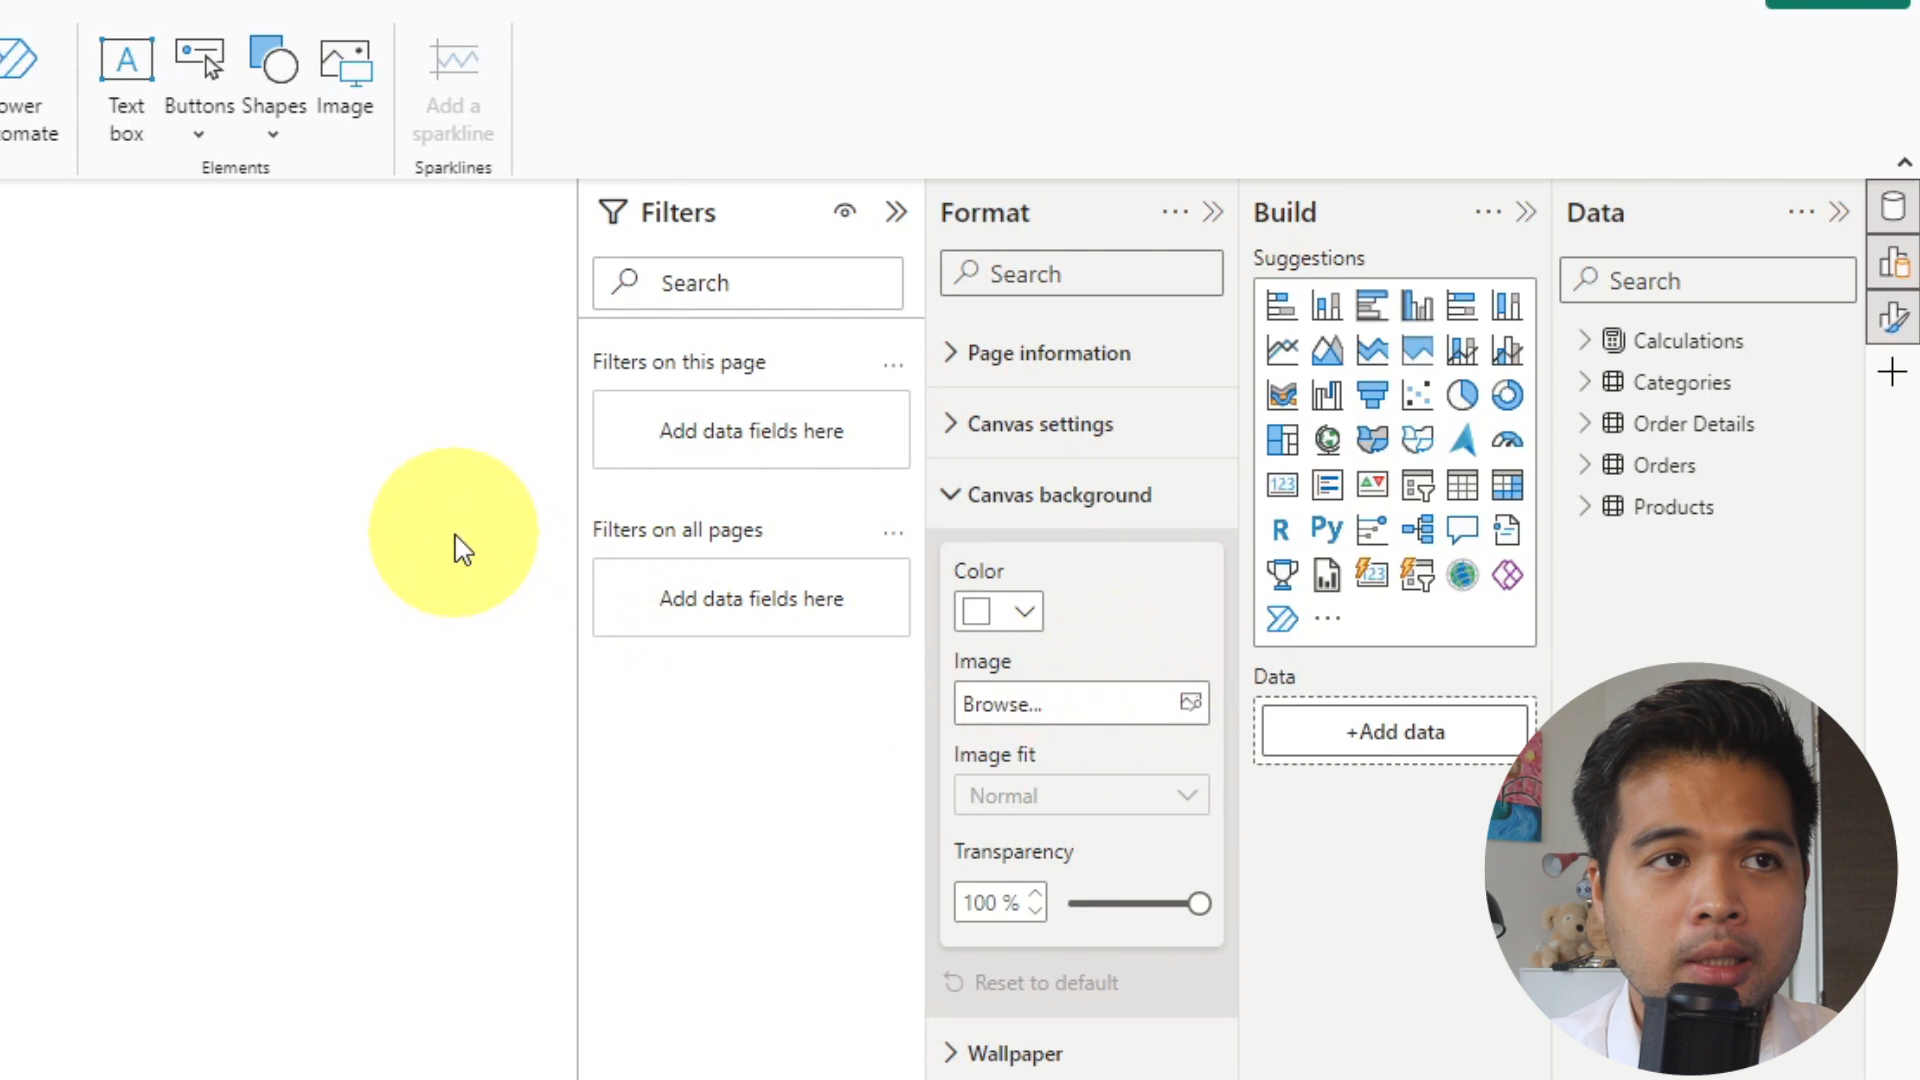 ower
omate
Text
box
Buttons
Shapes
Image
Elements
Add a
sparkline
Sparklines
Filters
Search
Filters on this page
Add data fields here
Filters on all pages
Add data fields here
Format
Search
Page information
Canvas settings
Canvas background
Color
Image
Browse...
Image fit
Normal
Transparency
100 %
Reset to default
Wallpaper
Build
Suggestions
123
R
Py
123
Data
+Add data
Data
Search
Calculations
Categories
Order Details
Orders
Products